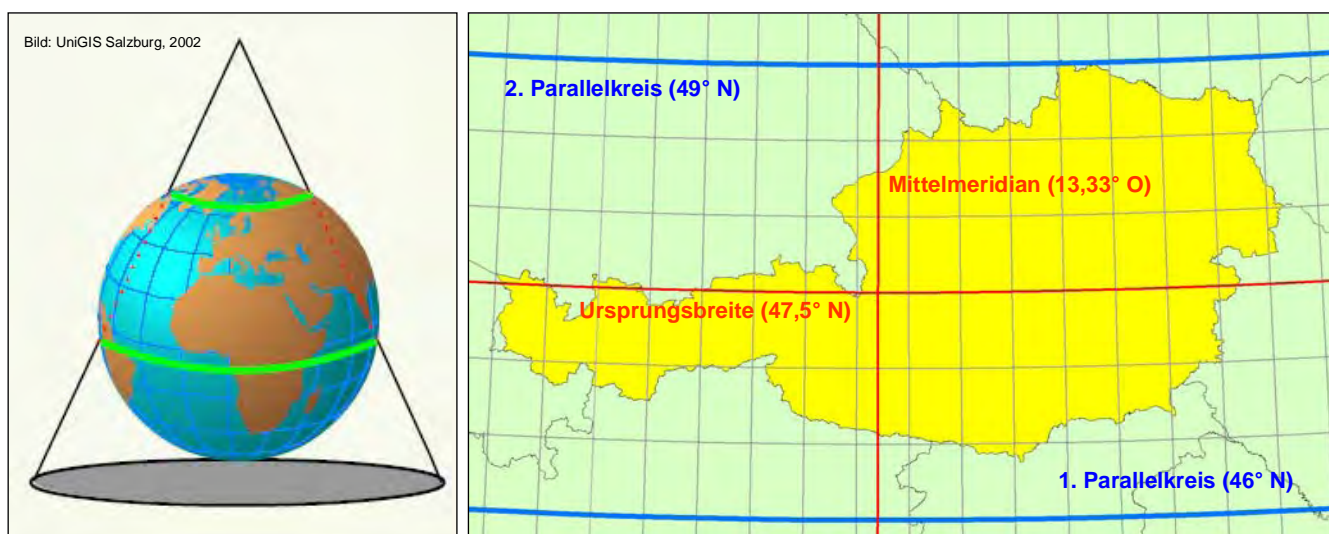 Bild: UniGIS Salzburg, 2002
2. Parallelkreis (49° N)
Mittelmeridian (13,33° O)
Ursprungsbreite (47,5° N)
1. Parallelkreis (46° N)